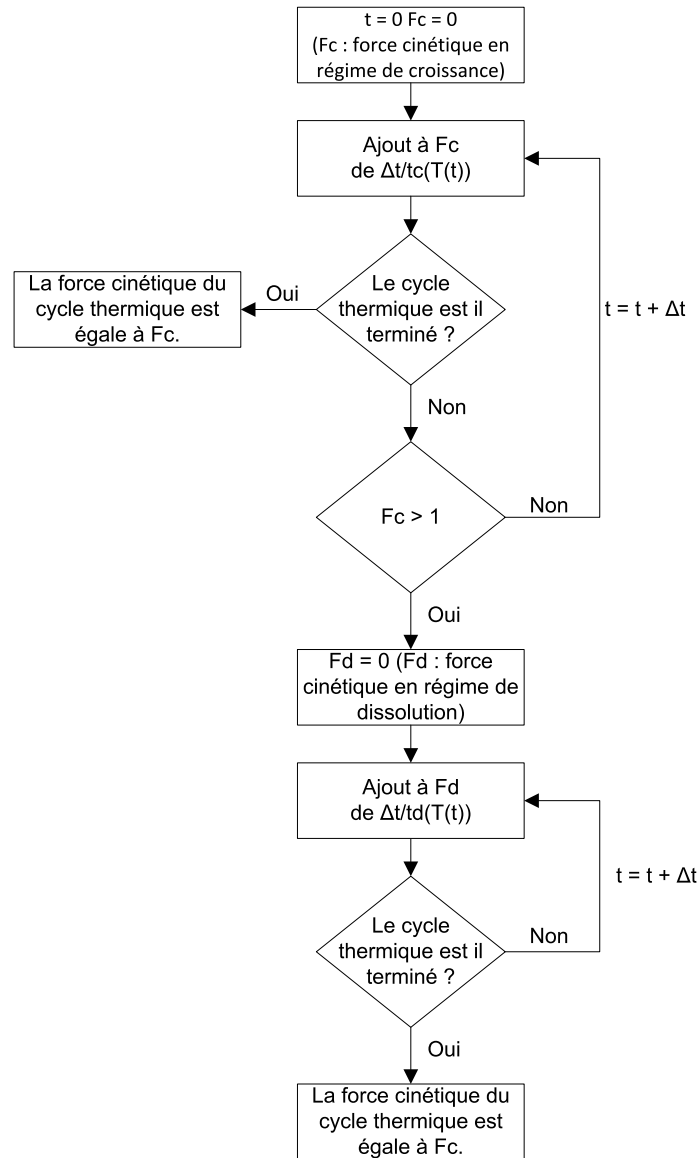 t = 0 Fc = 0
(Fc : force cinétique en
régime de croissance)
Ajout à Fc
de Δt/tc(T(t))
La force cinétique du
cycle thermique est
égale à Fc.
Oui
Le cycle
thermique est il
terminé ?
t = t + Δt
Non
Fc > 1
Non
Oui
Fd = 0 (Fd : force
cinétique en régime de
dissolution)
Ajout à Fd
de Δt/td(T(t))
t = t + Δt
Le cycle
thermique est il
terminé ?
Non
Oui
La force cinétique du
cycle thermique est
égale à Fc.